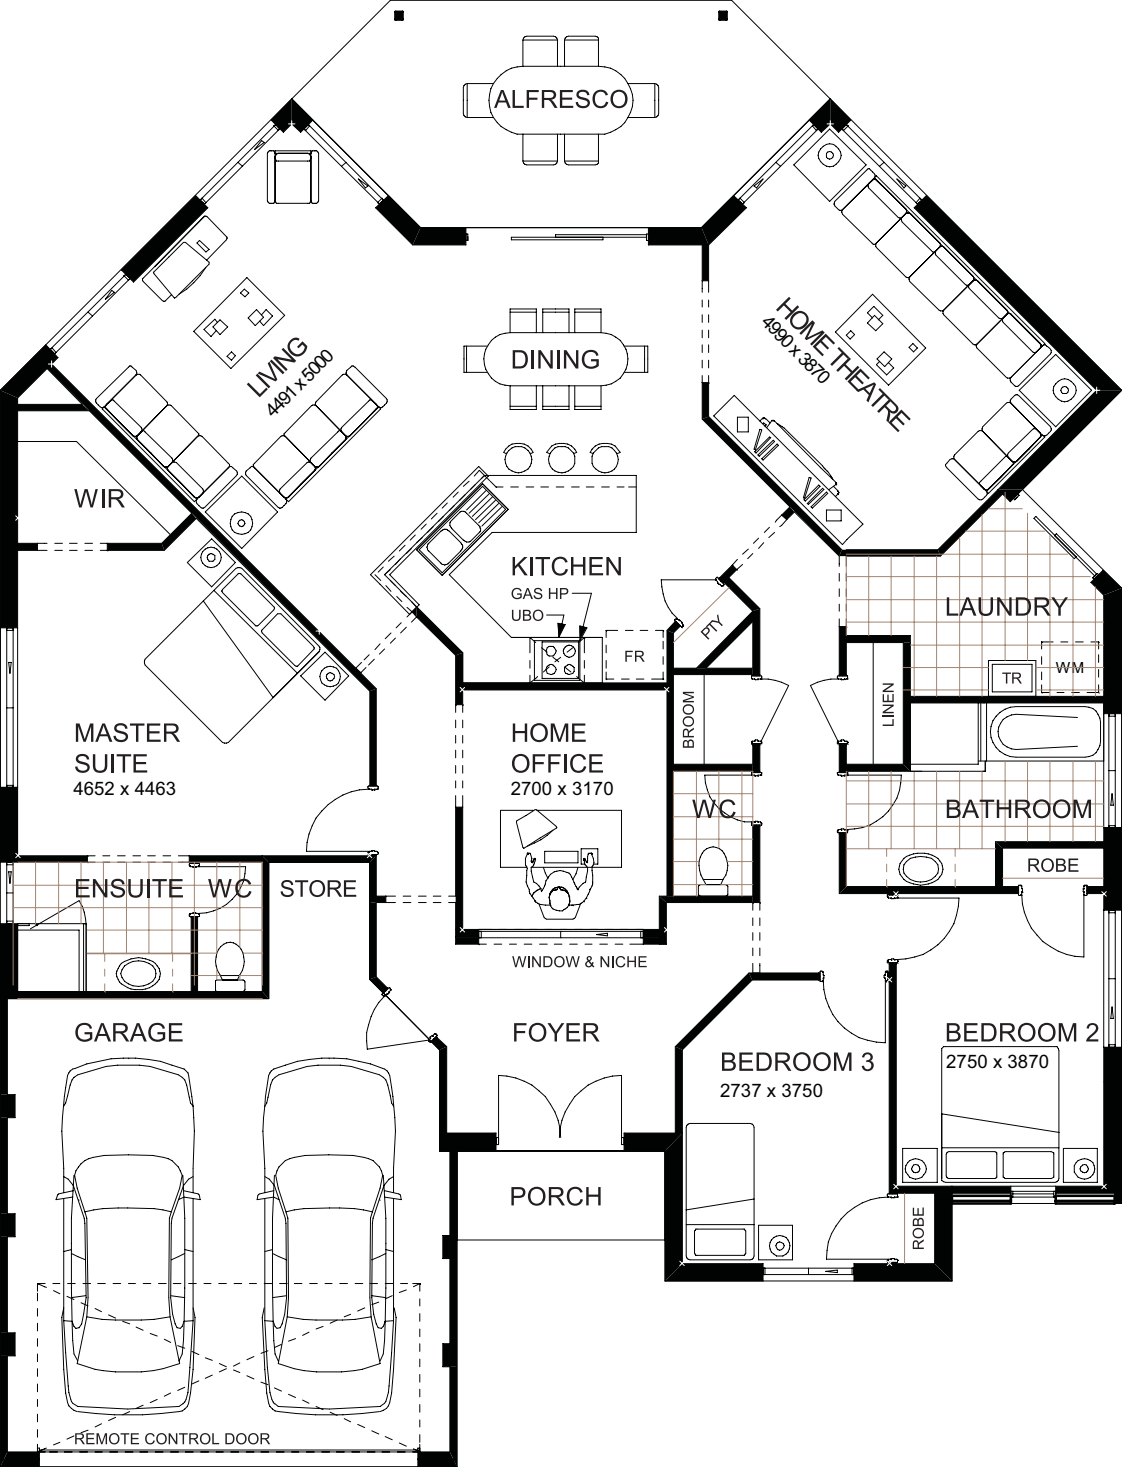 ALFRESCO
LIVING
4491 x 5000
DINING
HOME THEATRE
4990 x 3870
WIR
KITCHEN
GAS HP
UBO
FR
PTY
LAUNDRY
TR
WM
LINEN
BROOM
MASTER
SUITE
4652 x 4463
HOME
OFFICE
2700 x 3170
WC
BATHROOM
ROBE
ENSUITE
WC
STORE
WINDOW & NICHE
GARAGE
FOYER
BEDROOM 3
2737 x 3750
BEDROOM 2
2750 x 3870
PORCH
ROBE
REMOTE CONTROL DOOR